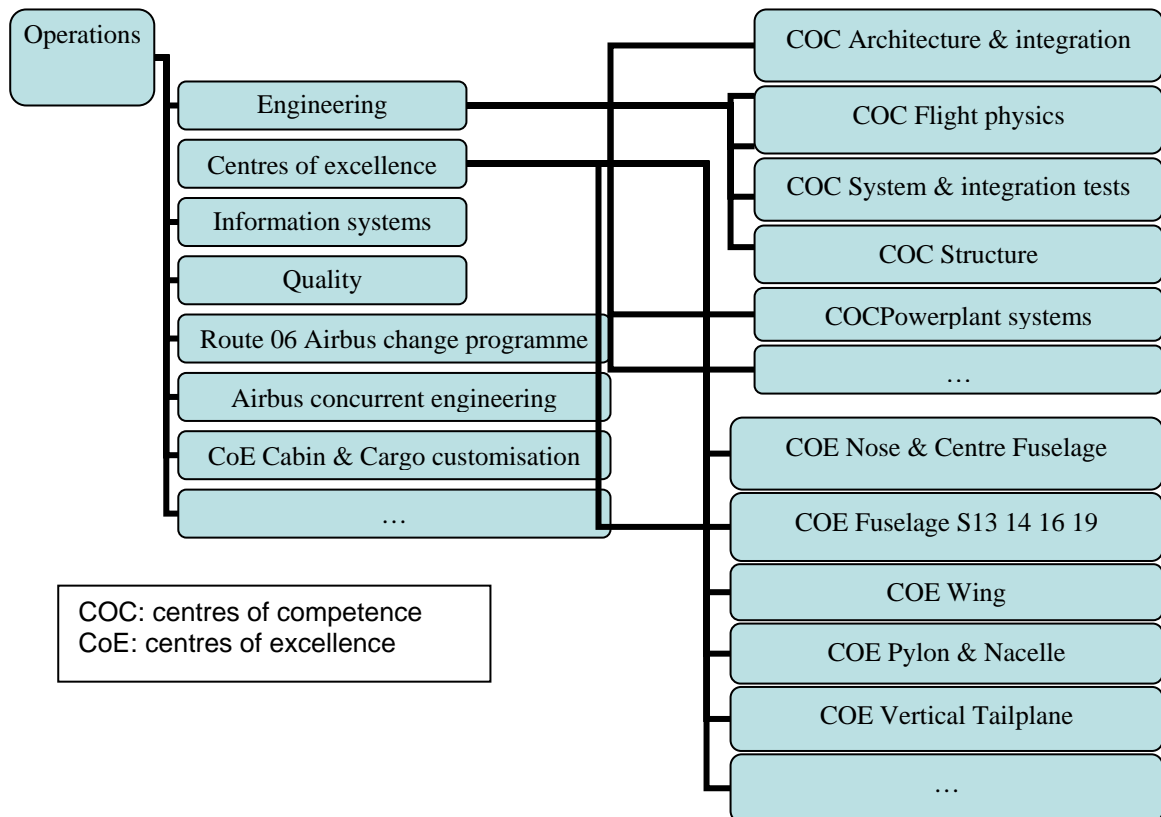 Operations
Engineering
Centres of excellence
Information systems
Quality
Route 06 Airbus change programme
Airbus concurrent engineering
CoE Cabin & Cargo customisation
…
COC Architecture & integration
COC Flight physics
COC System & integration tests
COC Structure
COCPowerplant systems
…
COE Nose & Centre Fuselage
COE Fuselage S13 14 16 19
COE Wing
COE Pylon & Nacelle
COE Vertical Tailplane
…
COC: centres of competence
CoE: centres of excellence